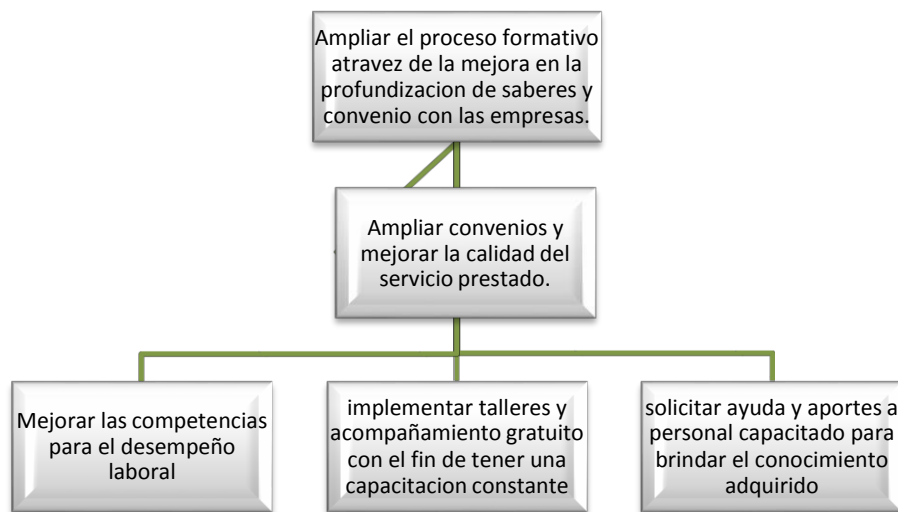 Ampliar el proceso formativo
atravez de la mejora en la
profundizacion de saberes y
convenio con las empresas.
Ampliar convenios y
mejorar la calidad del
servicio prestado.
Mejorar las competencias
para el desempeño
laboral
implementar talleres y
acompañamiento gratuito
con el fin de tener una
capacitacion constante
solicitar ayuda y aportes a
personal capacitado para
brindar el conocimiento
adquirido